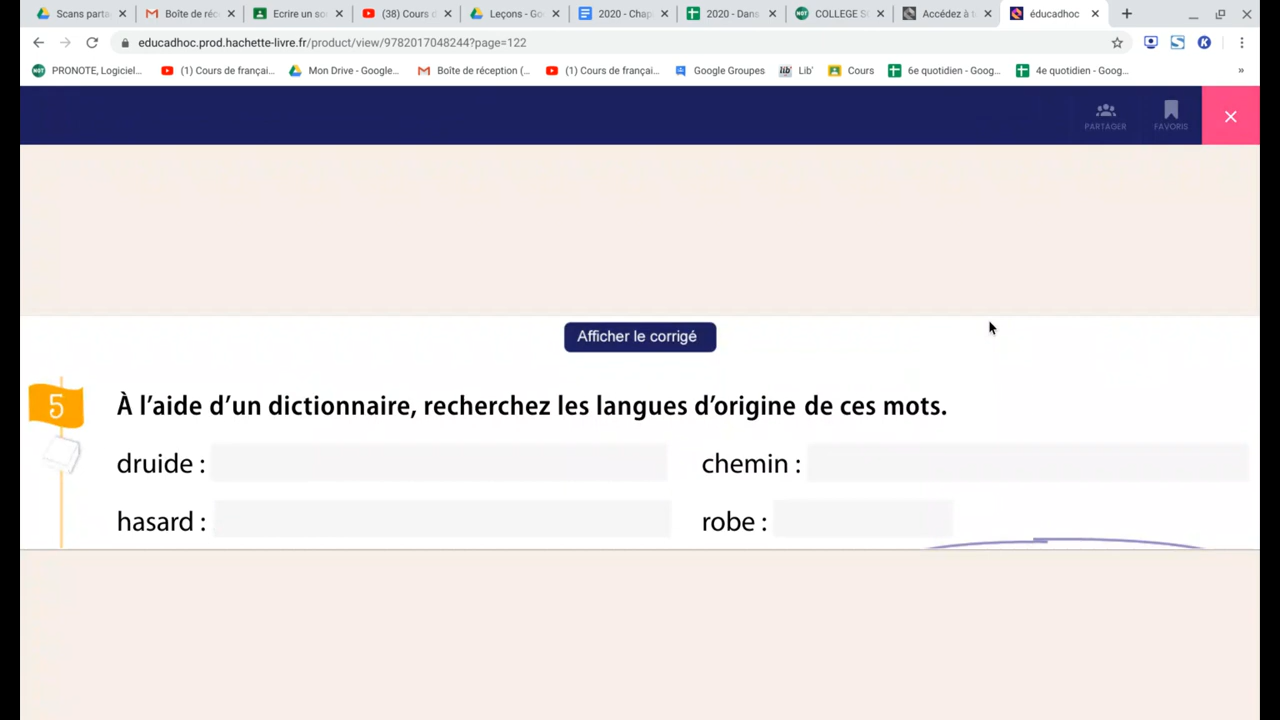 Scans parta
Boîte de réc
Ecrire un so
(38) Cours d
Leçons - Go
2020 - Chap
2020 - Dans
COLLEGE S
Accédez à t
éducadhoc
educadhoc.prod.hachette-livre.fr/product/view/9782017048244?page=122
PRONOTE, Logiciel...
(1) Cours de françai...
Mon Drive - Google...
Boîte de réception (...
(1) Cours de françai...
Google Groupes
lib' Lib'
Cours
6e quotidien - Goog...
4e quotidien - Goog...
»
PARTAGER
FAVORIS
Afficher le corrigé
5 À l'aide d'un dictionnaire, recherchez les langues d'origine de ces mots.
druide : chemin :
hasard : robe :